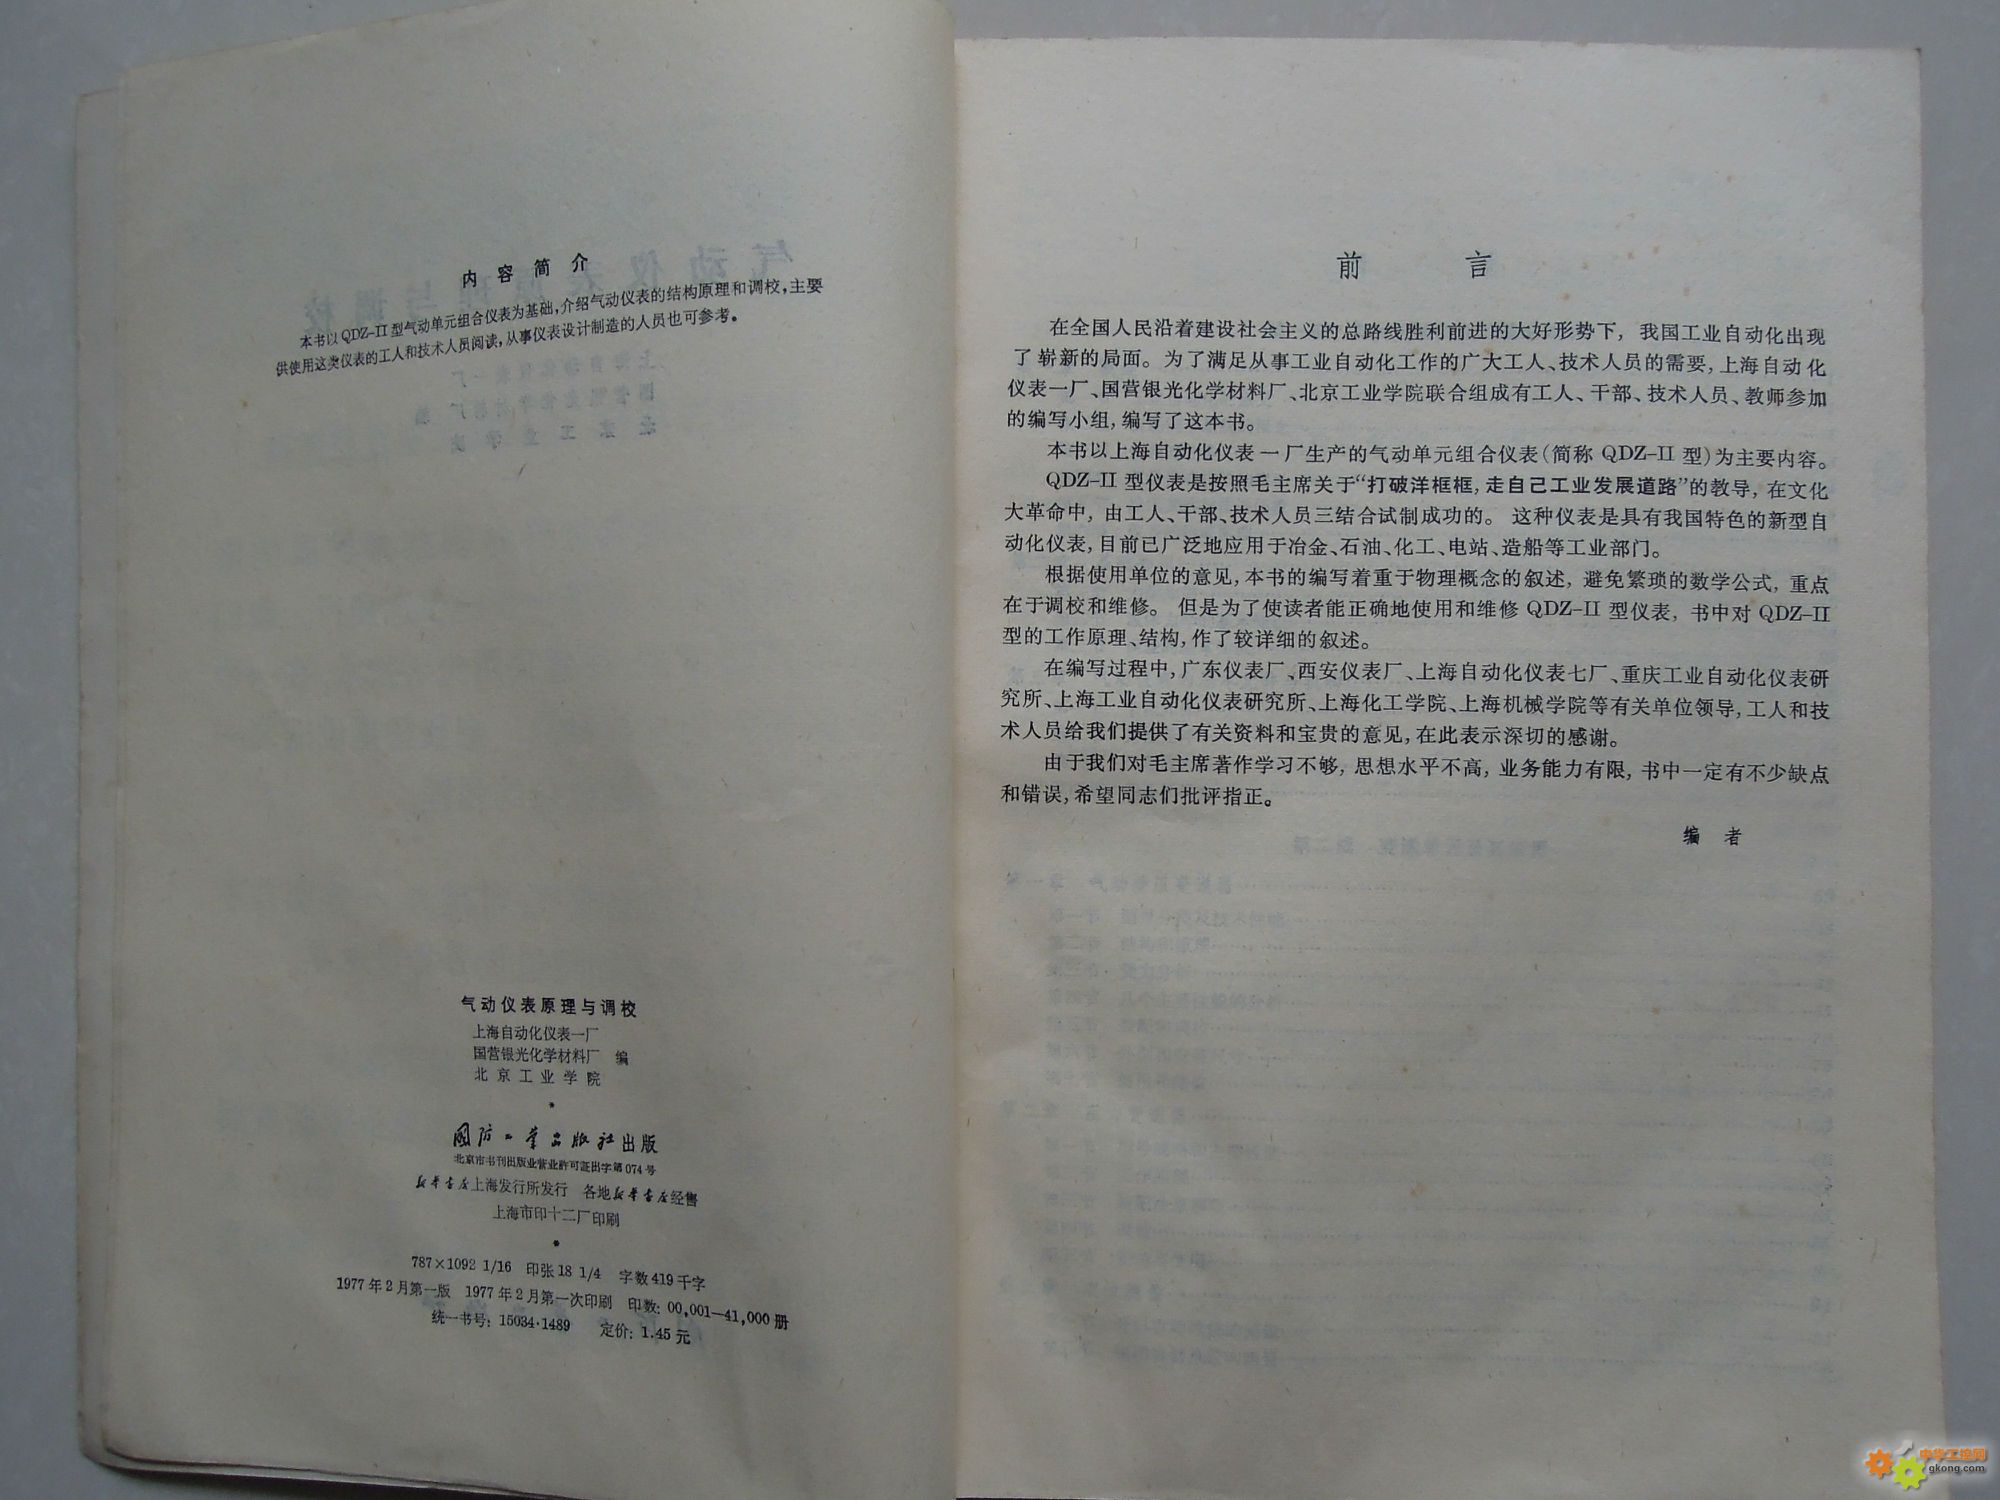 内容简介
本书以QDZ-II型气动单元组合仪表为基础,介绍气动仪表的结构原理和调校,主要
供使用这类仪表的工人和技术人员阅读,从事仪表设计制造的人员也可参考。
气动仪表原理与调校
上海自动化仪表一厂
国营银光化学材料厂 编
北京工业学院
*
国防工业出版社出版
北京市书刊出版业营业许可证出字第074号
新华书店上海发行所发行 各地新华书店经售
上海市印十二厂印刷
*
787×1092 1/16 印张18 1/4 字数419千字
1977年2月第一版 1977年2月第一次印刷 印数: 00,001—41,000册
统一书号: 15034·1489 定价: 1.45元
前言
在全国人民沿着建设社会主义的总路线胜利前进的大好形势下, 我国工业自动化出现
了崭新的局面。为了满足从事工业自动化工作的广大工人、技术人员的需要, 上海自动化
仪表一厂、国营银光化学材料厂、北京工业学院联合组成有工人、干部、技术人员、教师参加
的编写小组, 编写了这本书。
本书以上海自动化仪表一厂生产的气动单元组合仪表(简称 QDZ-II 型)为主要内容。
QDZ-II 型仪表是按照毛主席关于“打破洋框框, 走自己工业发展道路”的教导, 在文化
大革命中, 由工人、干部、技术人员三结合试制成功的。 这种仪表是具有我国特色的新型自
动化仪表, 目前已广泛地应用于冶金、石油、化工、电站、造船等工业部门。
根据使用单位的意见, 本书的编写着重于物理概念的叙述, 避免繁琐的数学公式, 重点
在于调校和维修。 但是为了使读者能正确地使用和维修 QDZ-II 型仪表, 书中对 QDZ-II
型的工作原理、结构, 作了较详细的叙述。
在编写过程中, 广东仪表厂、西安仪表厂、上海自动化仪表七厂、重庆工业自动化仪表研
究所、上海工业自动化仪表研究所、上海化工学院、上海机械学院等有关单位领导, 工人和技
术人员给我们提供了有关资料和宝贵的意见, 在此表示深切的感谢。
由于我们对毛主席著作学习不够, 思想水平不高, 业务能力有限, 书中一定有不少缺点
和错误, 希望同志们批评指正。
编者
中华工控网
gkong.com